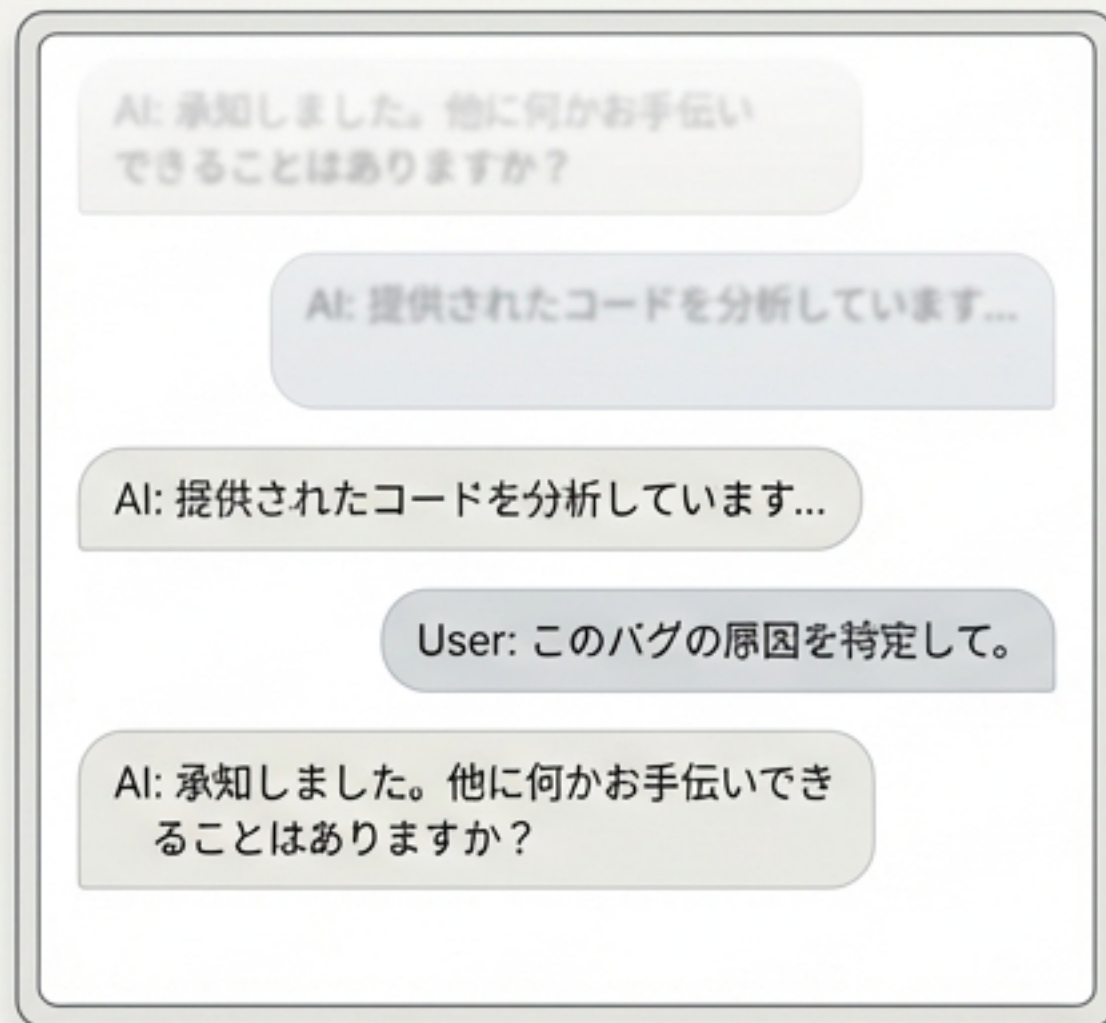 AI: 承知しました。他に何かお手伝い
できることはありますか？
AI: 提供されたコードを分析しています...
AI: 提供されたコードを分析しています...
User: このバグの原因を特定して。
AI: 承知しました。他に何かお手伝いでき
ることはありますか？